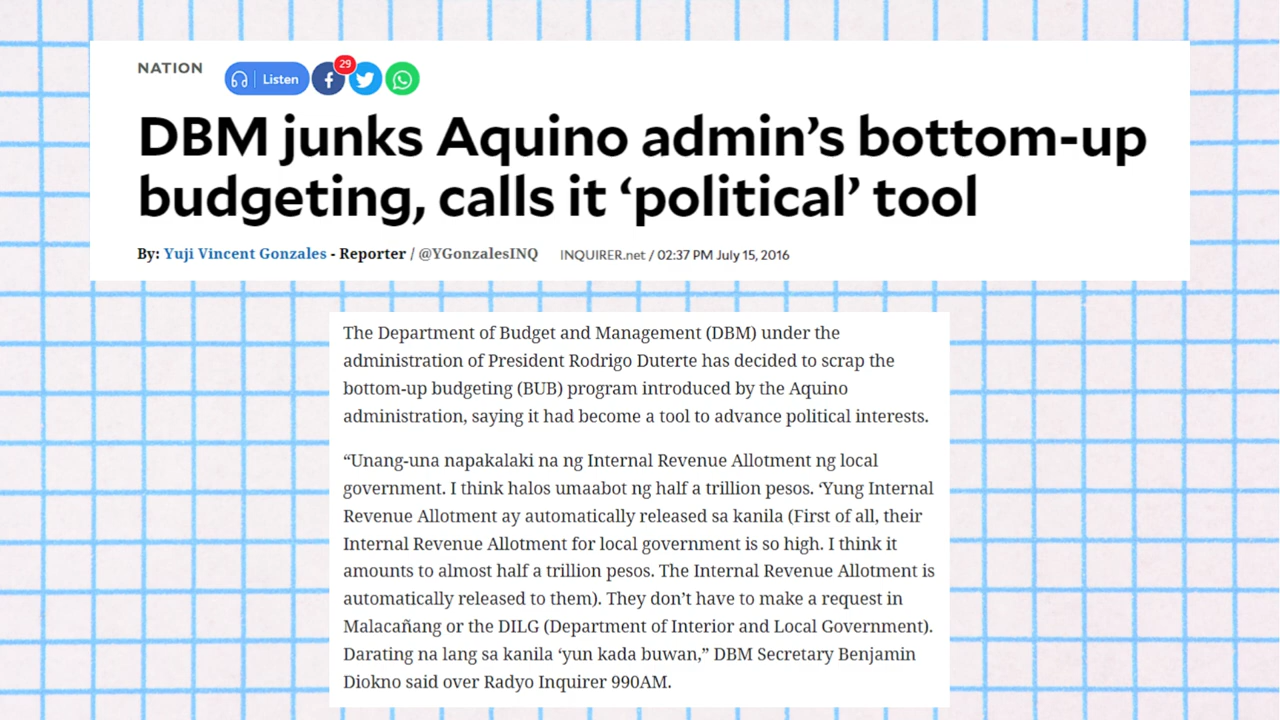 NATION
Listen
29
DBM junks Aquino admin’s bottom-up
budgeting, calls it ‘political’ tool
By: Yuji Vincent Gonzales - Reporter / @YGonzalesINQ INQUIRER.net / 02:37 PM July 15, 2016
The Department of Budget and Management (DBM) under the
administration of President Rodrigo Duterte has decided to scrap the
bottom-up budgeting (BUB) program introduced by the Aquino
administration, saying it had become a tool to advance political interests.
“Unang-una napakalaki na ng Internal Revenue Allotment ng local
government. I think halos umaabot ng half a trillion pesos. ‘Yung Internal
Revenue Allotment ay automatically released sa kanila (First of all, their
Internal Revenue Allotment for local government is so high. I think it
amounts to almost half a trillion pesos. The Internal Revenue Allotment is
automatically released to them). They don’t have to make a request in
Malacañang or the DILG (Department of Interior and Local Government).
Darating na lang sa kanila ‘yun kada buwan,” DBM Secretary Benjamin
Diokno said over Radyo Inquirer 990AM.